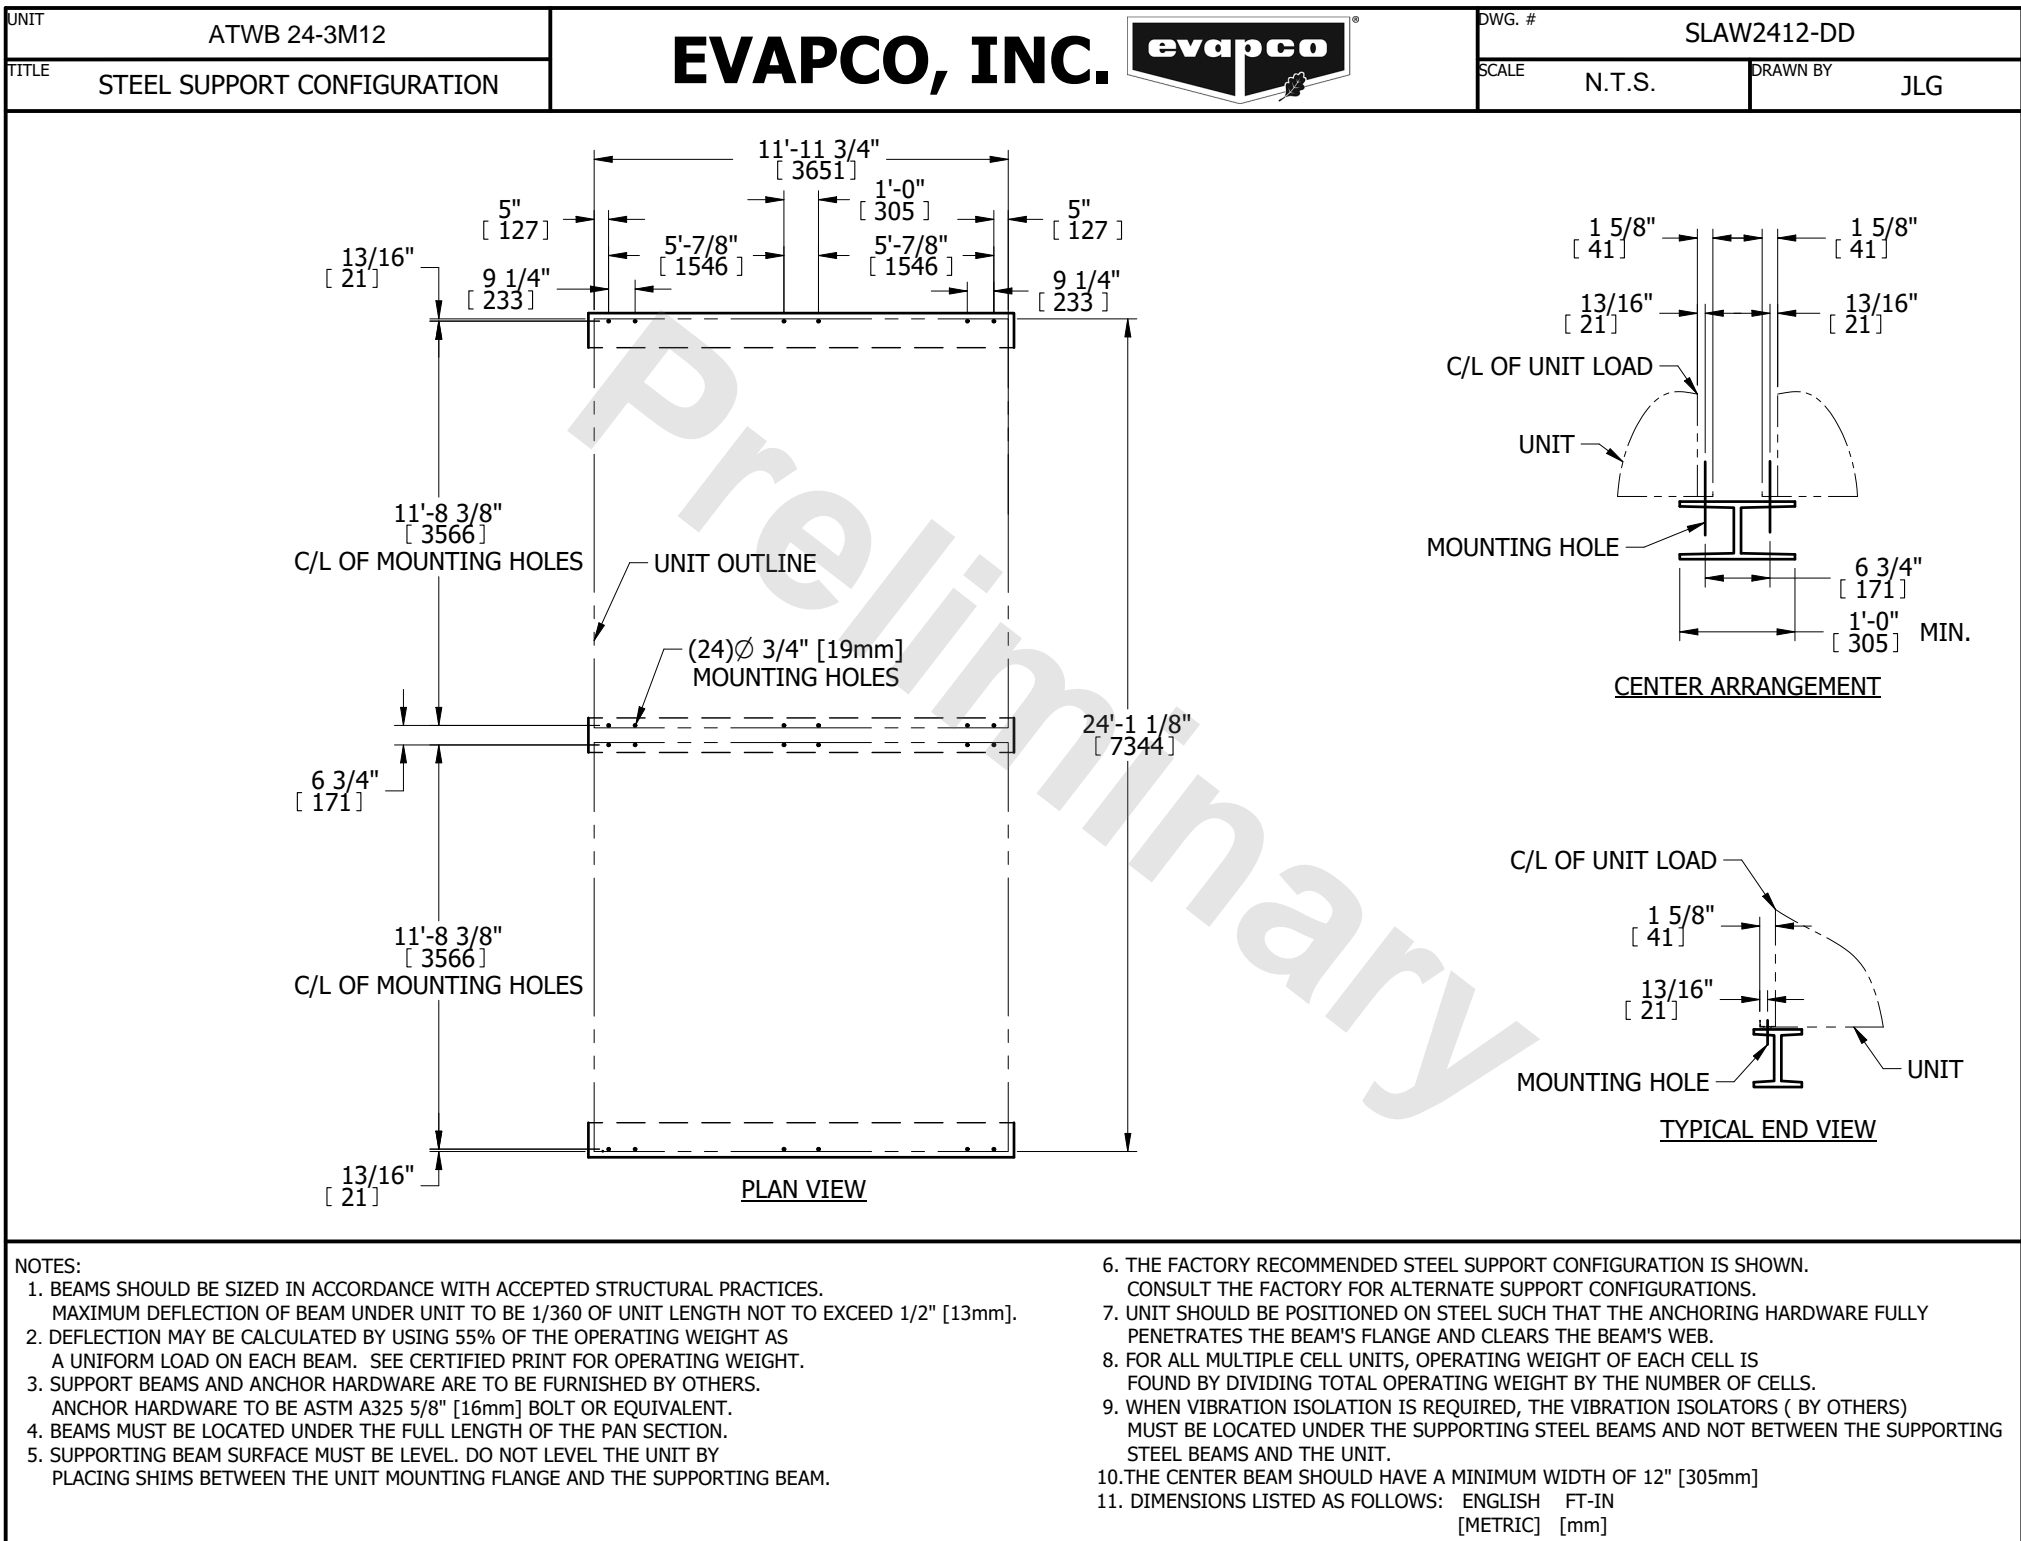 UNIT
ATWB 24-3M12
TITLE
STEEL SUPPORT CONFIGURATION
EVAPCO, INC.
evapco
®
DWG. #
SLAW2412-DD
SCALE
N.T.S.
DRAWN BY
JLG
11'-11 3/4"
[ 3651 ]
1'-0"
[ 305 ]
5"
[ 127 ]
5"
[ 127 ]
5'-7/8"
[ 1546 ]
5'-7/8"
[ 1546 ]
13/16"
[ 21 ]
9 1/4"
[ 233 ]
9 1/4"
[ 233 ]
11'-8 3/8"
[ 3566 ]
C/L OF MOUNTING HOLES
UNIT OUTLINE
(24)∅ 3/4" [19mm]
MOUNTING HOLES
24'-1 1/8"
[ 7344 ]
6 3/4"
[ 171 ]
11'-8 3/8"
[ 3566 ]
C/L OF MOUNTING HOLES
13/16"
[ 21 ]
PLAN VIEW
Preliminary
1 5/8"
[ 41 ]
1 5/8"
[ 41 ]
13/16"
[ 21 ]
13/16"
[ 21 ]
C/L OF UNIT LOAD
UNIT
MOUNTING HOLE
6 3/4"
[ 171 ]
1'-0"
[ 305 ] MIN.
CENTER ARRANGEMENT
C/L OF UNIT LOAD
1 5/8"
[ 41 ]
13/16"
[ 21 ]
MOUNTING HOLE
UNIT
TYPICAL END VIEW
NOTES:
1. BEAMS SHOULD BE SIZED IN ACCORDANCE WITH ACCEPTED STRUCTURAL PRACTICES.
MAXIMUM DEFLECTION OF BEAM UNDER UNIT TO BE 1/360 OF UNIT LENGTH NOT TO EXCEED 1/2" [13mm].
2. DEFLECTION MAY BE CALCULATED BY USING 55% OF THE OPERATING WEIGHT AS
A UNIFORM LOAD ON EACH BEAM. SEE CERTIFIED PRINT FOR OPERATING WEIGHT.
3. SUPPORT BEAMS AND ANCHOR HARDWARE ARE TO BE FURNISHED BY OTHERS.
ANCHOR HARDWARE TO BE ASTM A325 5/8" [16mm] BOLT OR EQUIVALENT.
4. BEAMS MUST BE LOCATED UNDER THE FULL LENGTH OF THE PAN SECTION.
5. SUPPORTING BEAM SURFACE MUST BE LEVEL. DO NOT LEVEL THE UNIT BY
PLACING SHIMS BETWEEN THE UNIT MOUNTING FLANGE AND THE SUPPORTING BEAM.
6. THE FACTORY RECOMMENDED STEEL SUPPORT CONFIGURATION IS SHOWN.
CONSULT THE FACTORY FOR ALTERNATE SUPPORT CONFIGURATIONS.
7. UNIT SHOULD BE POSITIONED ON STEEL SUCH THAT THE ANCHORING HARDWARE FULLY
PENETRATES THE BEAM'S FLANGE AND CLEARS THE BEAM'S WEB.
8. FOR ALL MULTIPLE CELL UNITS, OPERATING WEIGHT OF EACH CELL IS
FOUND BY DIVIDING TOTAL OPERATING WEIGHT BY THE NUMBER OF CELLS.
9. WHEN VIBRATION ISOLATION IS REQUIRED, THE VIBRATION ISOLATORS ( BY OTHERS)
MUST BE LOCATED UNDER THE SUPPORTING STEEL BEAMS AND NOT BETWEEN THE SUPPORTING
STEEL BEAMS AND THE UNIT.
10.THE CENTER BEAM SHOULD HAVE A MINIMUM WIDTH OF 12" [305mm]
11. DIMENSIONS LISTED AS FOLLOWS: ENGLISH FT-IN
[METRIC] [mm]